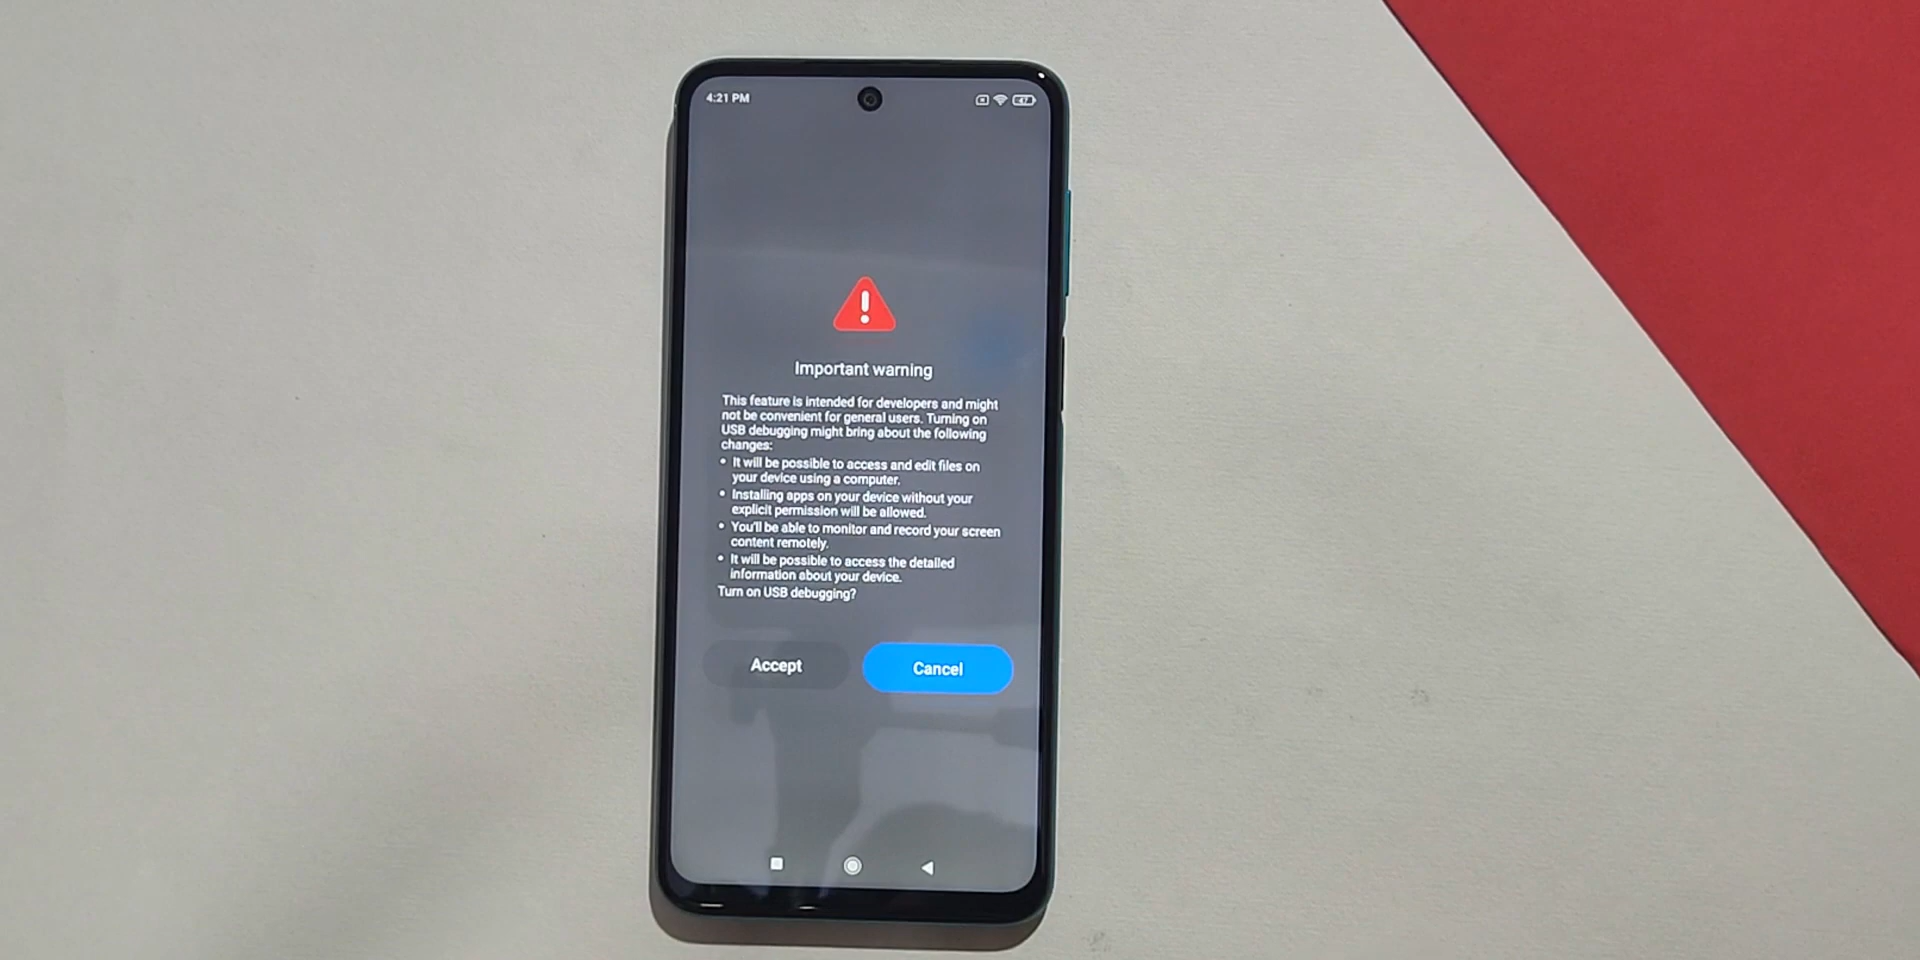 4:21 PM
47
Important warning
This feature is intended for developers and might
not be convenient for general users. Turning on
USB debugging might bring about the following
changes:
• It will be possible to access and edit files on
your device using a computer.
• Installing apps on your device without your
explicit permission will be allowed.
• You'll be able to monitor and record your screen
content remotely.
• It will be possible to access the detailed
information about your device.
Turn on USB debugging?
Accept
Cancel